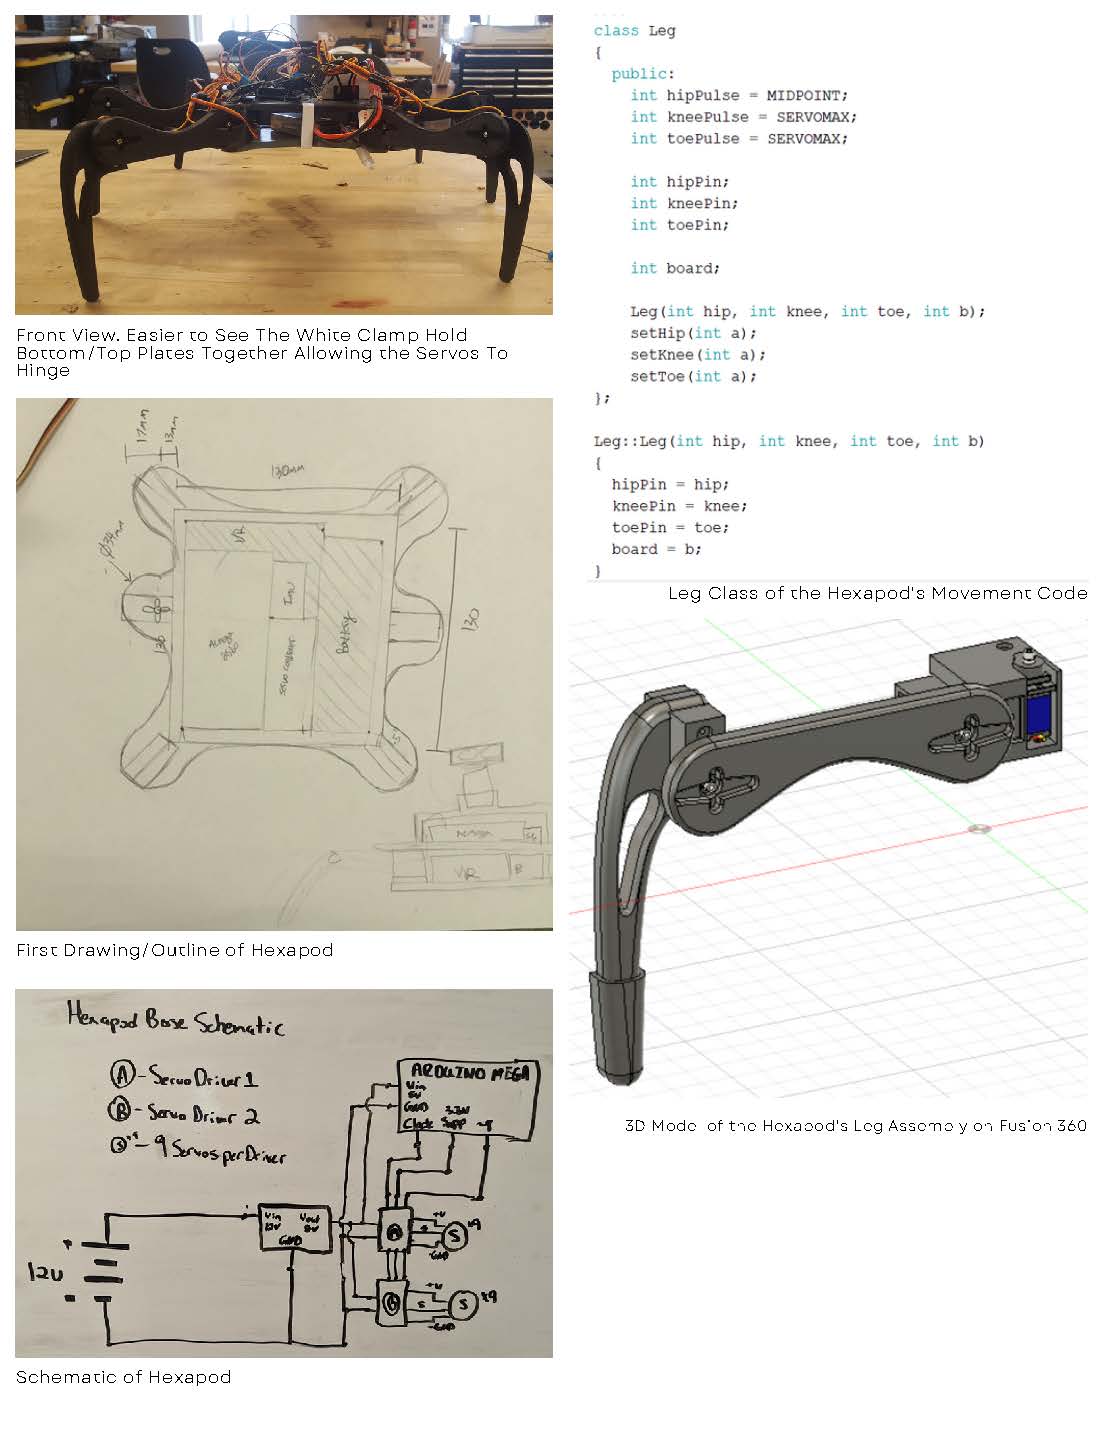 Front View. Easier to See The White Clamp Hold
Bottom/Top Plates Together Allowing the Servos To
Hinge
17mm
13mm
130mm
Ø34mm
VR
IMU
Battery
130
130
servo controller
VR
B
First Drawing/Outline of Hexapod
Hexapod Base Schematic
A - Servo Driver 1
B - Servo Driver 2
S - 9 Servos per Driver
ARDUINO MEGA
Vin
5V
GND
Clock
3.3V
Supp
Vin
12V
Vout
5V
GND
12V
A
+V
S
-GND
S
x9
B
+V
S
-GND
S
x9
Schematic of Hexapod
class Leg
{
public:
int hipPulse = MIDPOINT;
int kneePulse = SERVOMAX;
int toePulse = SERVOMAX;
int hipPin;
int kneePin;
int toePin;
int board;
Leg(int hip, int knee, int toe, int b);
setHip(int a);
setKnee(int a);
setToe(int a);
};
Leg::Leg(int hip, int knee, int toe, int b)
{
hipPin = hip;
kneePin = knee;
toePin = toe;
board = b;
}
Leg Class of the Hexapod's Movement Code
3D Model of the Hexapod's Leg Assembly on Fusion 360